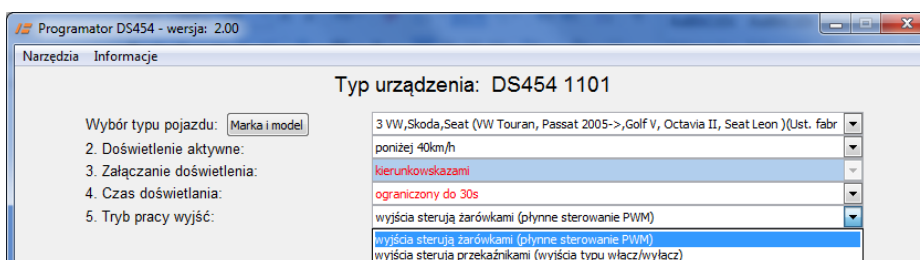 Programator DS454 - wersja: 2.00
Narzędzia Informacje
Typ urządzenia: DS454 1101
Wybór typu pojazdu: Marka i model 3 VW,Skoda,Seat (VW Touran, Passat 2005->,Golf V, Octavia II, Seat Leon )(Ust. fabr
2. Doświetlenie aktywne: poniżej 40km/h
3. Załączanie doświetlenia: kierunkowskazami
4. Czas doświetlania: ograniczony do 30s
5. Tryb pracy wyjść: wyjścia sterują żarówkami (płynne sterowanie PWM)
wyjścia sterują żarówkami (płynne sterowanie PWM)
wyjścia sterują przekaźnikami (wyjścia typu włącz/wyłącz)